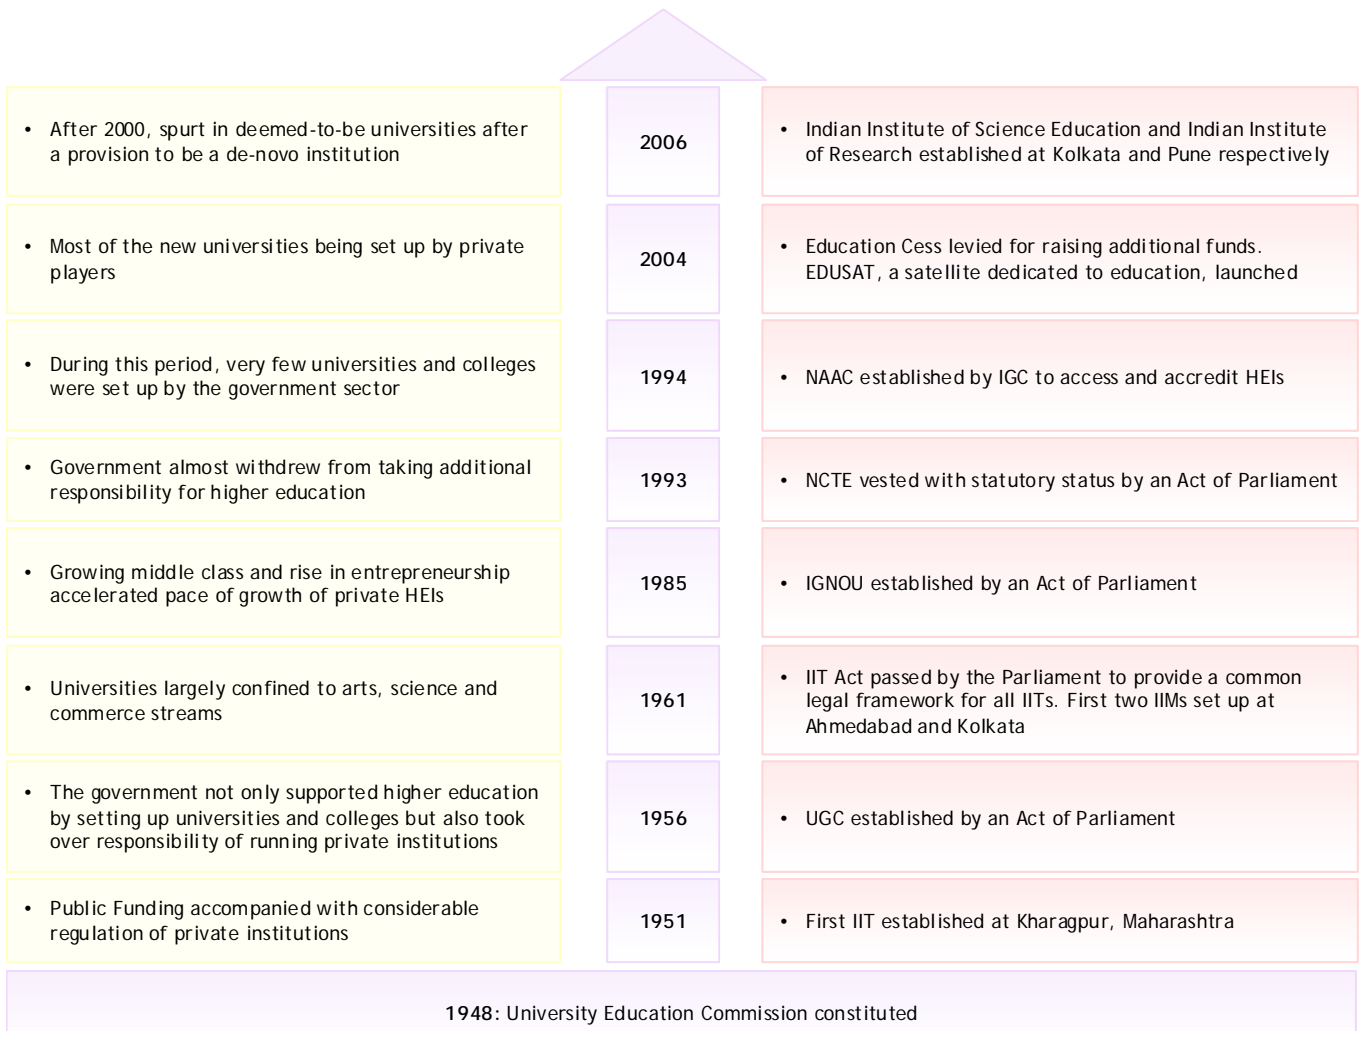 • After 2000, spurt in deemed-to-be universities after
a provision to be a de-novo institution
2006
• Indian Institute of Science Education and Indian Institute
of Research established at Kolkata and Pune respectively
• Most of the new universities being set up by private
players
2004
• Education Cess levied for raising additional funds.
EDUSAT, a satellite dedicated to education, launched
• During this period, very few universities and colleges
were set up by the government sector
1994
• NAAC established by IGC to access and accredit HEIs
• Government almost withdrew from taking additional
responsibility for higher education
1993
• NCTE vested with statutory status by an Act of Parliament
• Growing middle class and rise in entrepreneurship
accelerated pace of growth of private HEIs
1985
• IGNOU established by an Act of Parliament
• Universities largely confined to arts, science and
commerce streams
1961
• IIT Act passed by the Parliament to provide a common
legal framework for all IITs. First two IIMs set up at
Ahmedabad and Kolkata
• The government not only supported higher education
by setting up universities and colleges but also took
over responsibility of running private institutions
1956
• UGC established by an Act of Parliament
• Public Funding accompanied with considerable
regulation of private institutions
1951
• First IIT established at Kharagpur, Maharashtra
1948: University Education Commission constituted